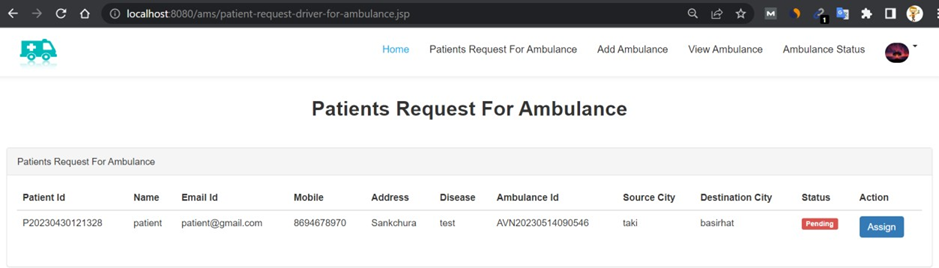 localhost:8080/ams/patient-request-driver-for-ambulance.jsp
1
Home Patients Request For Ambulance Add Ambulance View Ambulance Ambulance Status
Patients Request For Ambulance
Patients Request For Ambulance
Patient Id Name Email Id Mobile Address Disease Ambulance Id Source City Destination City Status Action
P20230430121328 patient patient@gmail.com 8694678970 Sankchura test AVN20230514090546 taki basirhat Pending Assign